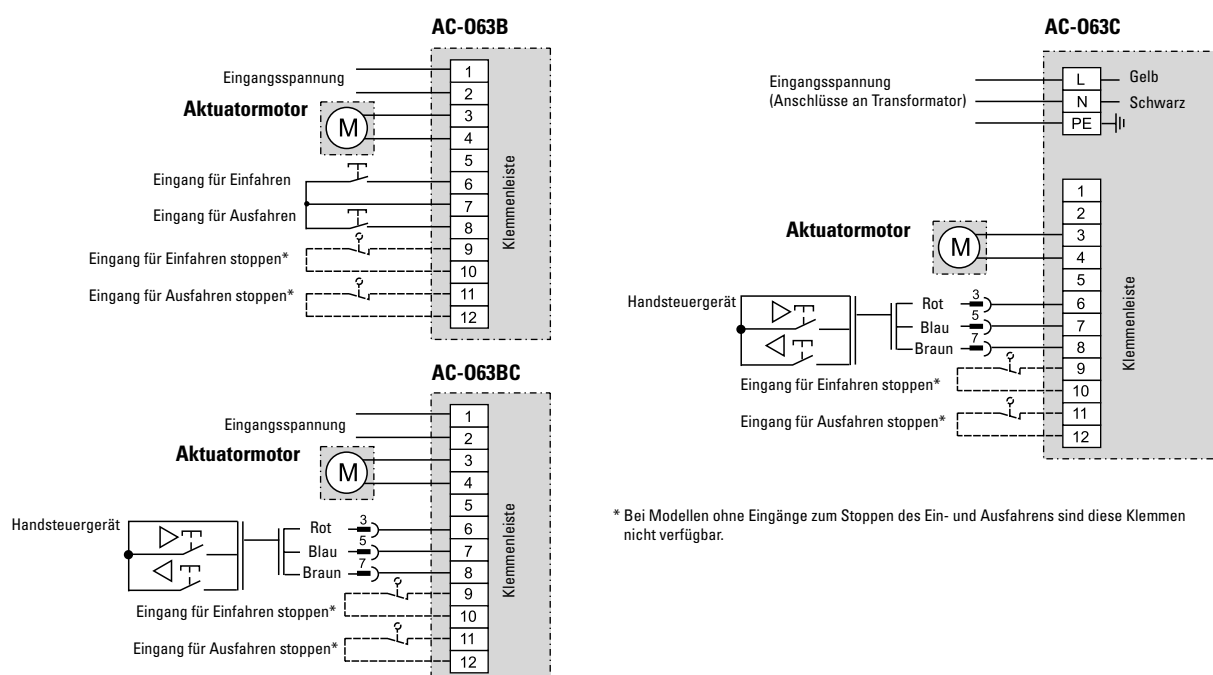 AC-063B
Eingangsspannung
Aktuatormotor
M
Eingang für Einfahren
Eingang für Ausfahren
Eingang für Einfahren stoppen*
Eingang für Ausfahren stoppen*
1
2
3
4
5
6
7
8
9
10
11
12
Klemmenleiste
AC-063BC
Eingangsspannung
Aktuatormotor
M
Handsteuergerät
Rot 3
Blau 5
Braun 7
Eingang für Einfahren stoppen*
Eingang für Ausfahren stoppen*
1
2
3
4
5
6
7
8
9
10
11
12
Klemmenleiste
AC-063C
Eingangsspannung
(Anschlüsse an Transformator)
L Gelb
N Schwarz
PE
Aktuatormotor
M
Handsteuergerät
Rot 3
Blau 5
Braun 7
Eingang für Einfahren stoppen*
Eingang für Ausfahren stoppen*
1
2
3
4
5
6
7
8
9
10
11
12
Klemmenleiste
* Bei Modellen ohne Eingänge zum Stoppen des Ein- und Ausfahrens sind diese Klemmen
nicht verfügbar.